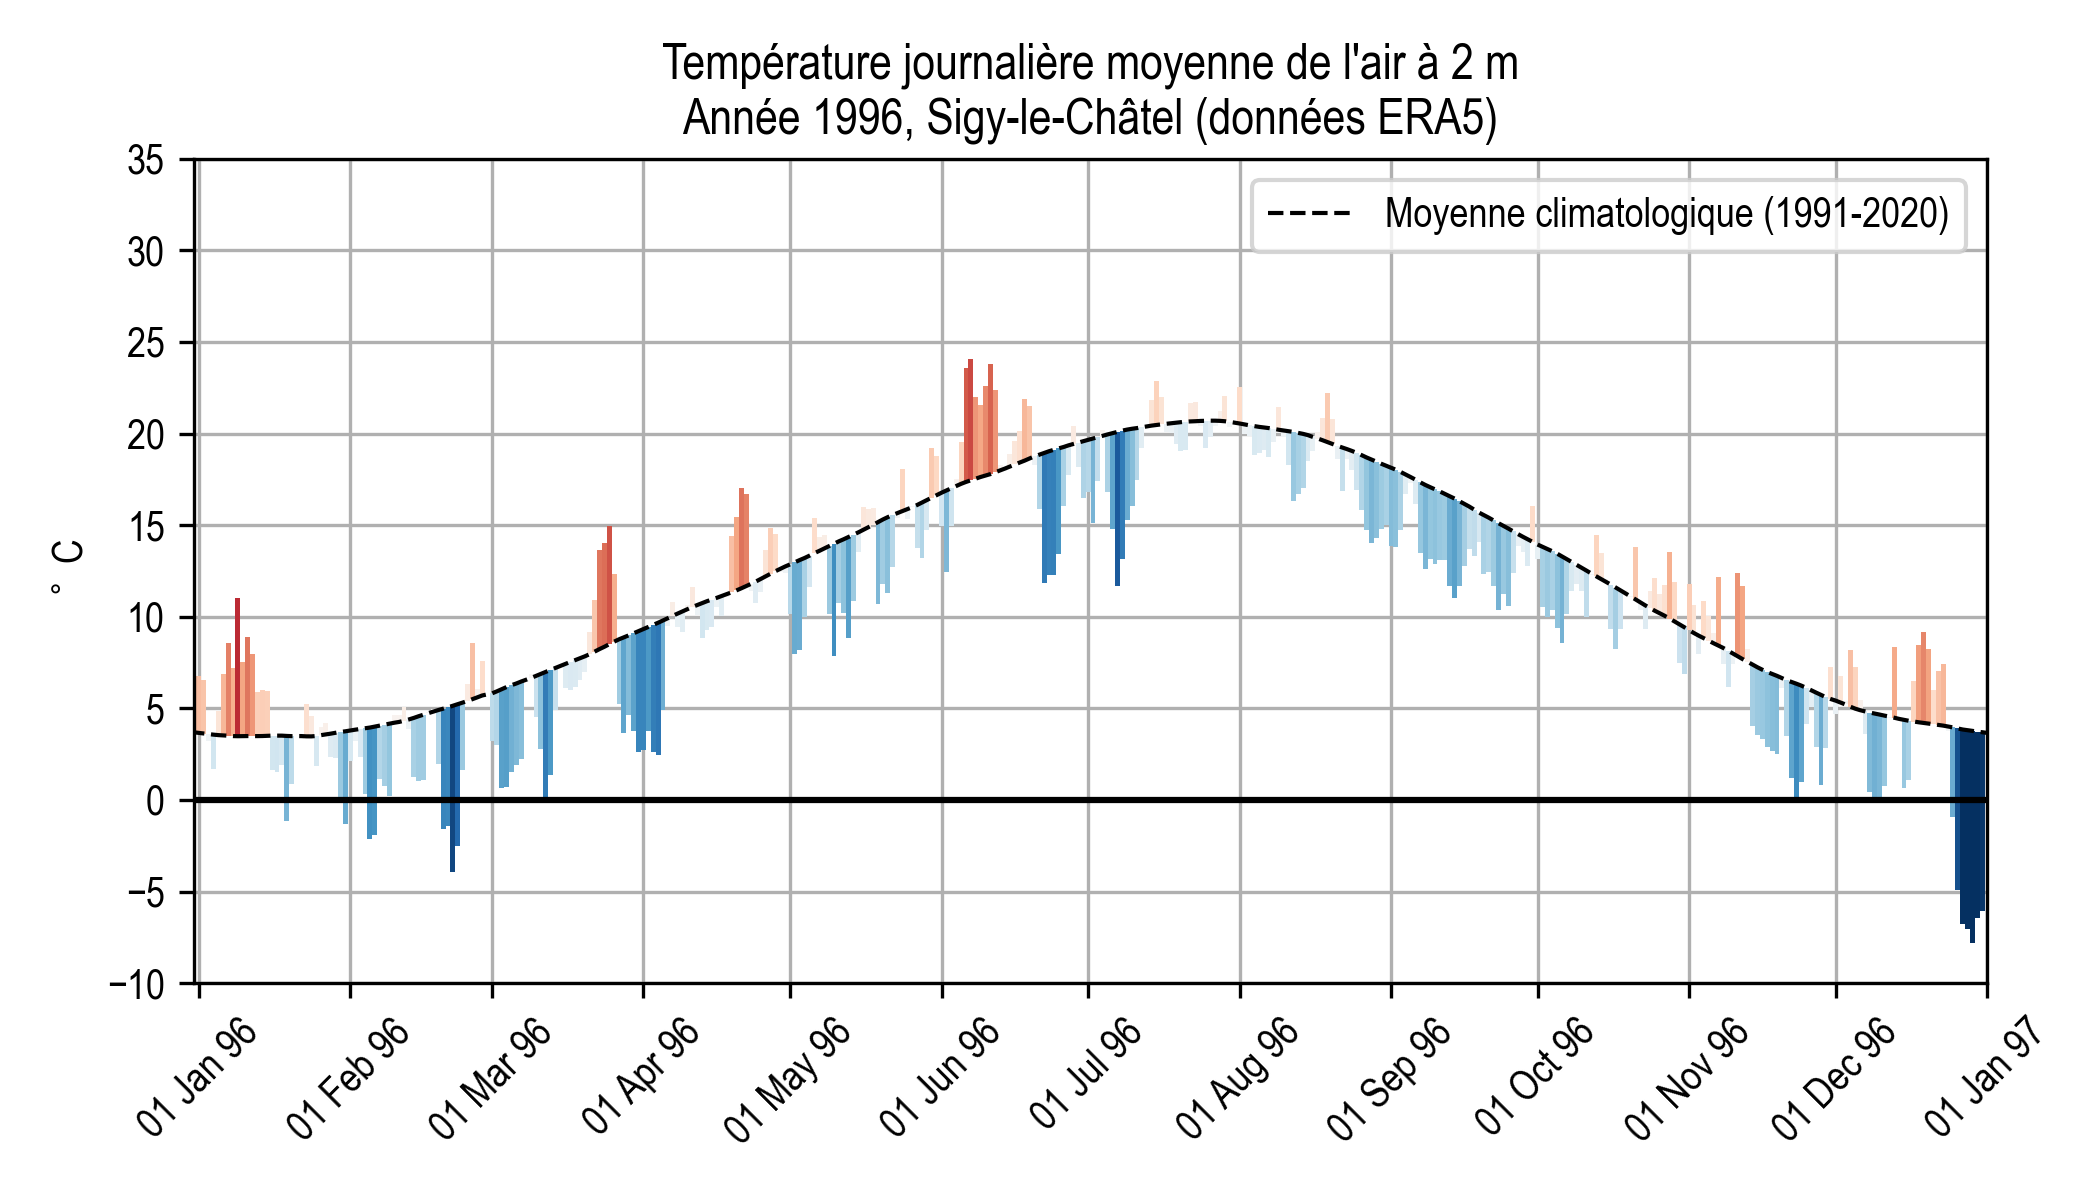 Température journalière moyenne de l'air à 2 m
Année 1996, Sigy-le-Châtel (données ERA5)
Moyenne climatologique (1991-2020)
° C
35
30
25
20
15
10
5
0
−5
−10
01 Jan 96
01 Feb 96
01 Mar 96
01 Apr 96
01 May 96
01 Jun 96
01 Jul 96
01 Aug 96
01 Sep 96
01 Oct 96
01 Nov 96
01 Dec 96
01 Jan 97